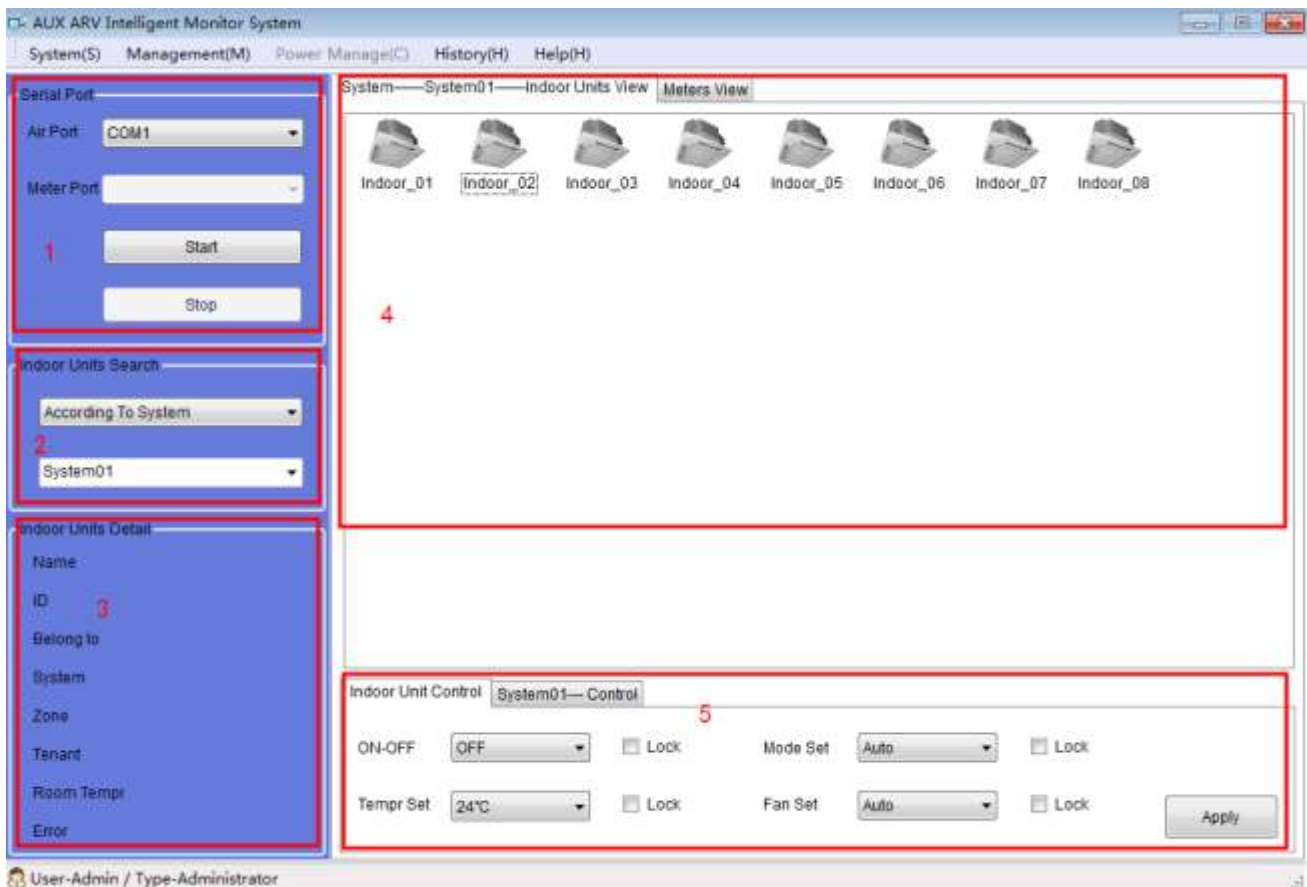 AUX ARV Intelligent Monitor System
System(S) Management(M) Power Manage(C) History(H) Help(H)
Serial Port
Air Port COM1
Meter Port
1
Start
Stop
Indoor Units Search
According To System
2
System01
Indoor Units Detail
Name
ID
3
Belong to
System
Zone
Tenant
Room Tempr
Error
System——System01——Indoor Units View Meters View
Indoor_01 Indoor_02 Indoor_03 Indoor_04 Indoor_05 Indoor_06 Indoor_07 Indoor_08
4
Indoor Unit Control System01— Control
5
ON-OFF OFF Lock Mode Set Auto Lock
Tempr Set 24℃ Lock Fan Set Auto Lock
Apply
User-Admin / Type-Administrator